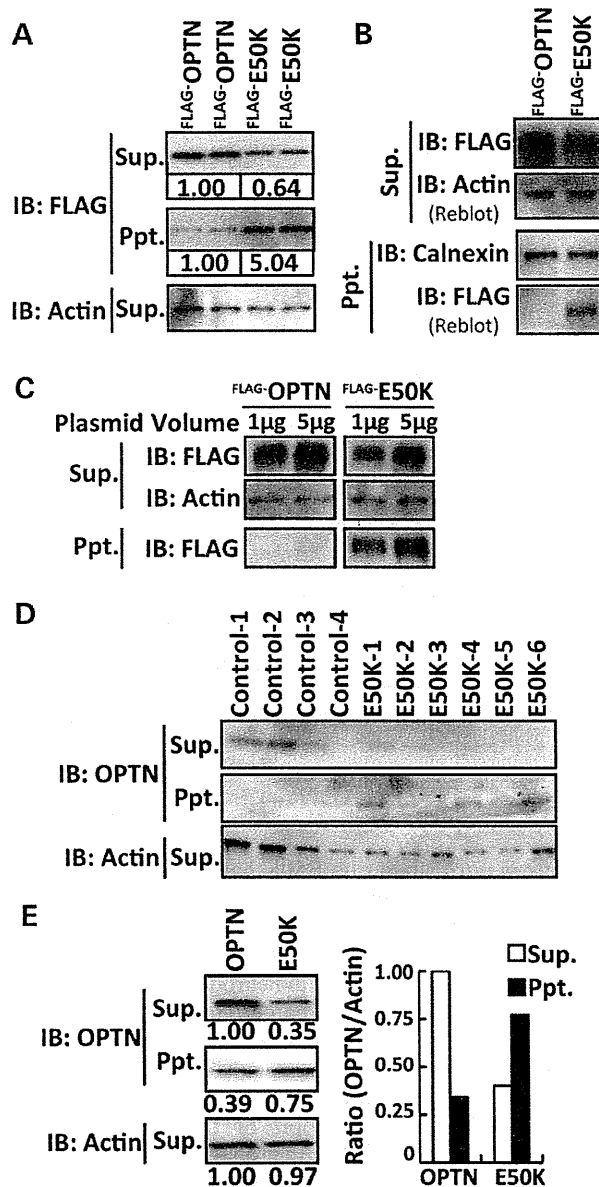 A
FLAG-OPTN
FLAG-OPTN
FLAG-E50K
FLAG-E50K
IB: FLAG
Sup.
1.00 0.64
Ppt.
1.00 5.04
IB: Actin Sup.
B
FLAG-OPTN
FLAG-E50K
Sup.
IB: FLAG
IB: Actin
(Reblot)
Ppt.
IB: Calnexin
IB: FLAG
(Reblot)
C
FLAG-OPTN FLAG-E50K
Plasmid Volume 1µg 5µg 1µg 5µg
Sup.
IB: FLAG
IB: Actin
Ppt. IB: FLAG
D
Control-1
Control-2
Control-3
Control-4
E50K-1
E50K-2
E50K-3
E50K-4
E50K-5
E50K-6
IB: OPTN
Sup.
Ppt.
IB: Actin Sup.
E
OPTN
E50K
IB: OPTN
Sup.
1.00 0.35
Ppt.
0.39 0.75
IB: Actin Sup.
1.00 0.97
Sup.
Ppt.
Ratio (OPTN/Actin)
1.00
0.75
0.50
0.25
OPTN E50K